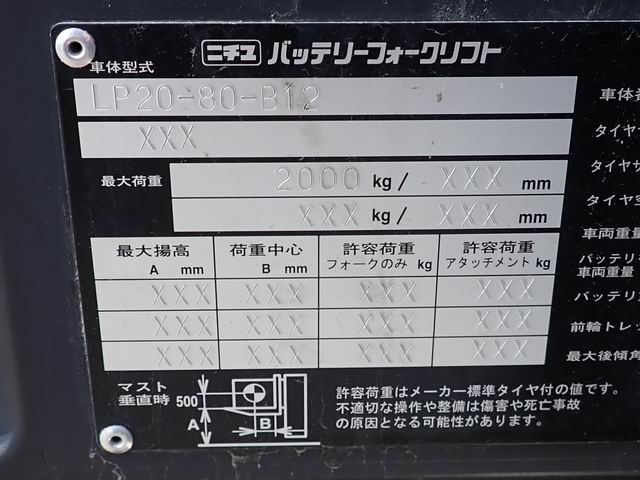 ニチユ バッテリーフォークリフト
車体型式
LP20-80-B12
XXX
最大荷重 2000 kg/ XXX mm
XXX kg/ XXX mm
最大揚高 荷重中心 許容荷重 許容荷重
A mm B mm フォークのみ kg アタッチメント kg
XXX XXX XXX XXX
XXX XXX XXX XXX
XXX XXX XXX XXX
マスト
垂直時 500
A B
許容荷重はメーカー標準タイヤ付の値です。
不適切な操作や整備は傷害や死亡事故
の原因となる可能性があります。
車体番
タイヤ
タイヤサ
タイヤ空
車両重量
バッテリ
車両重量
バッテリ
前輪トレッ
最大後傾角